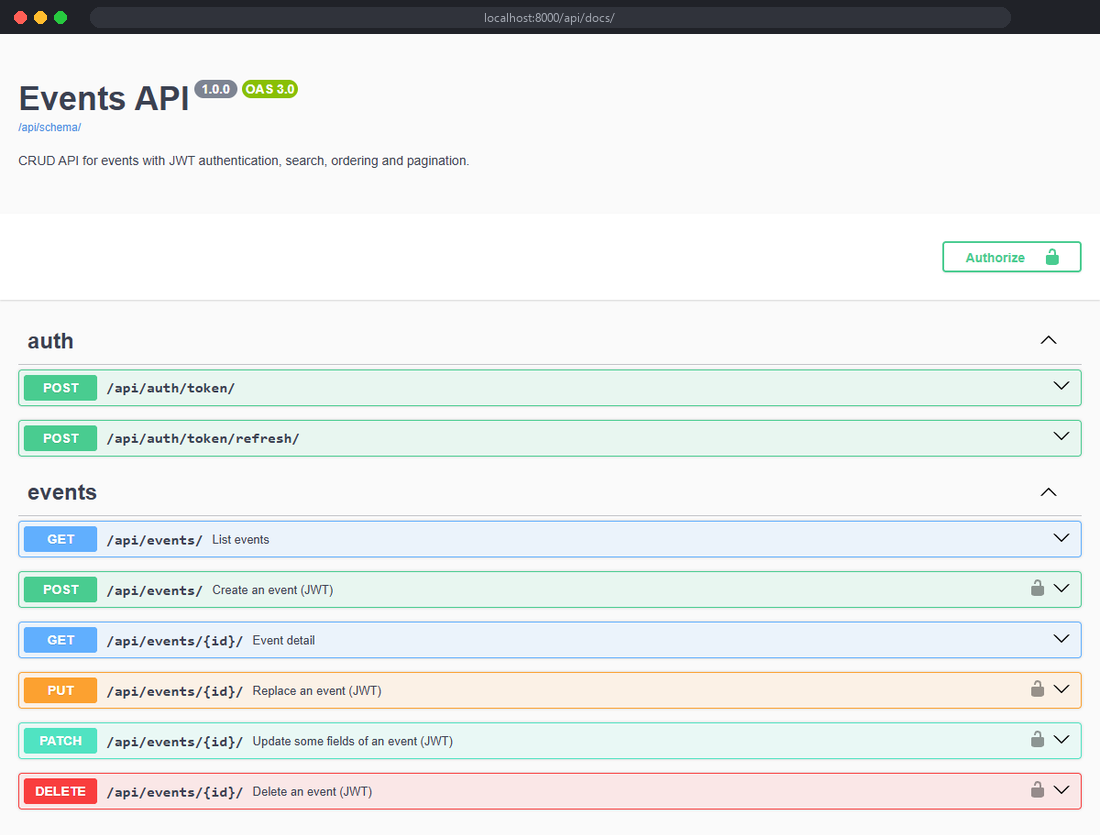 localhost:8000/api/docs/
Events API 1.0.0 OAS 3.0
/api/schema/
CRUD API for events with JWT authentication, search, ordering and pagination.
Authorize
auth
POST /api/auth/token/
POST /api/auth/token/refresh/
events
GET /api/events/ List events
POST /api/events/ Create an event (JWT)
GET /api/events/{id}/ Event detail
PUT /api/events/{id}/ Replace an event (JWT)
PATCH /api/events/{id}/ Update some fields of an event (JWT)
DELETE /api/events/{id}/ Delete an event (JWT)